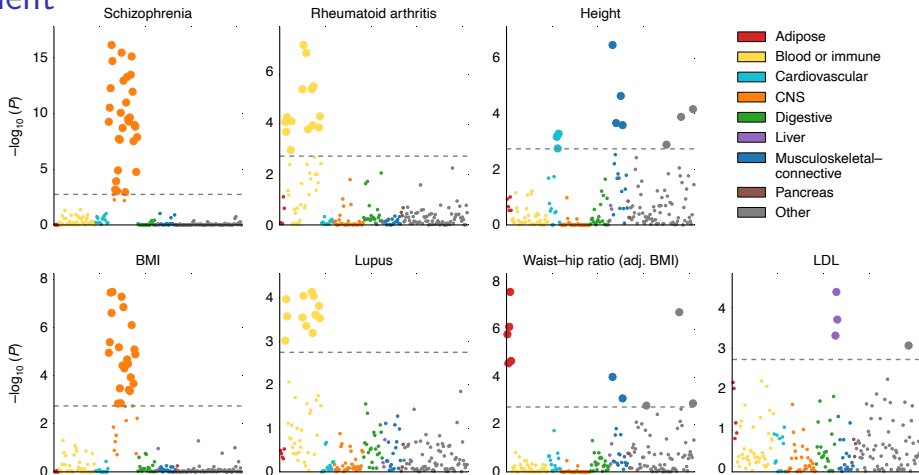 ent
Schizophrenia
Rheumatoid arthritis
Height
−log10 (P)
15
10
5
0
6
4
2
0
6
4
2
0
Adipose
Blood or immune
Cardiovascular
CNS
Digestive
Liver
Musculoskeletal–
connective
Pancreas
Other
BMI
Lupus
Waist–hip ratio (adj. BMI)
LDL
−log10 (P)
8
6
4
2
0
4
3
2
1
0
8
6
4
2
0
4
3
2
1
0